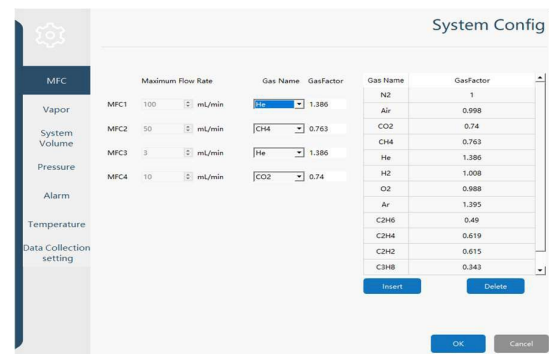 System Config
MFC
Vapor
System
Volume
Pressure
Alarm
Temperature
Data Collection
setting
Maximum Flow Rate Gas Name GasFactor
MFC1 100 mL/min He 1.386
MFC2 50 mL/min CH4 0.763
MFC3 3 mL/min He 1.386
MFC4 10 mL/min CO2 0.74
Gas Name GasFactor
N2 1
Air 0.998
CO2 0.74
CH4 0.763
He 1.386
H2 1.008
O2 0.988
Ar 1.395
C2H6 0.49
C2H4 0.619
C2H2 0.615
C3H8 0.343
Insert Delete
OK Cancel